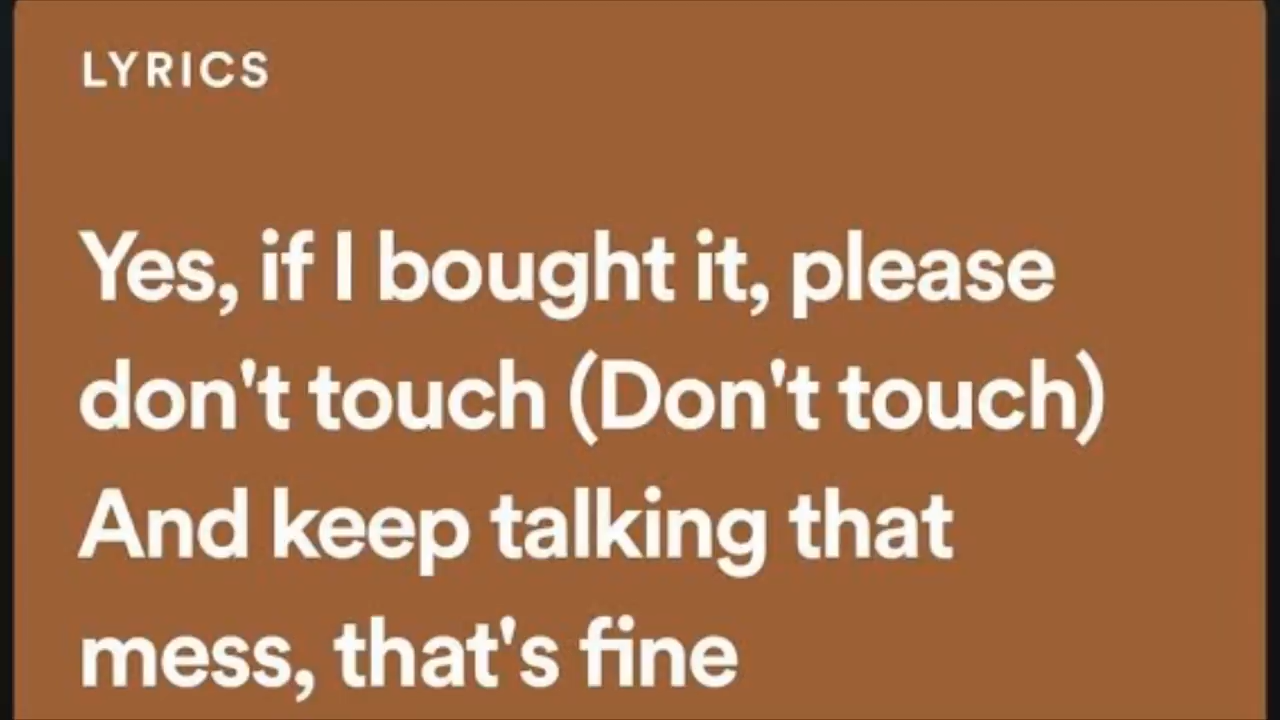 LYRICS
Yes, if I bought it, please
don't touch (Don't touch)
And keep talking that
mess, that's fine